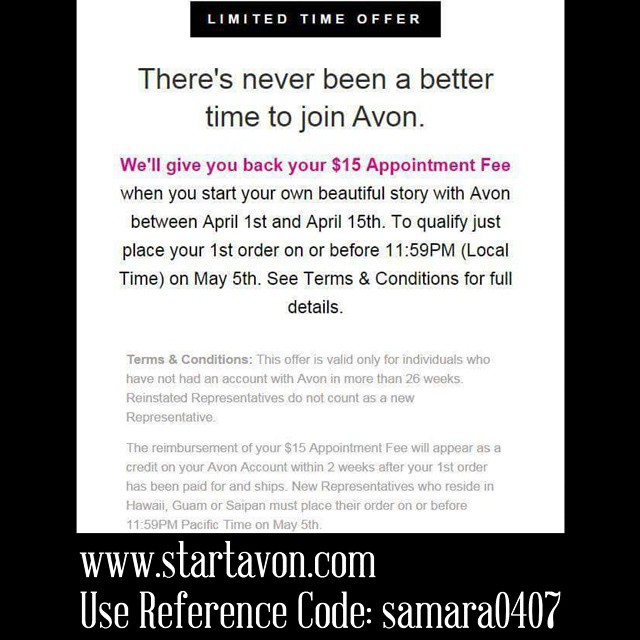 LIMITED TIME OFFER
There's never been a better
time to join Avon.
We'll give you back your $15 Appointment Fee
when you start your own beautiful story with Avon
between April 1st and April 15th. To qualify just
place your 1st order on or before 11:59PM (Local
Time) on May 5th. See Terms & Conditions for full
details.
Terms & Conditions: This offer is valid only for individuals who
have not had an account with Avon in more than 26 weeks.
Reinstated Representatives do not count as a new
Representative.
The reimbursement of your $15 Appointment Fee will appear as a
credit on your Avon Account within 2 weeks after your 1st order
has been paid for and ships. New Representatives who reside in
Hawaii, Guam or Saipan must place their order on or before
11:59PM Pacific Time on May 5th.
www.startavon.com
Use Reference Code: samara0407